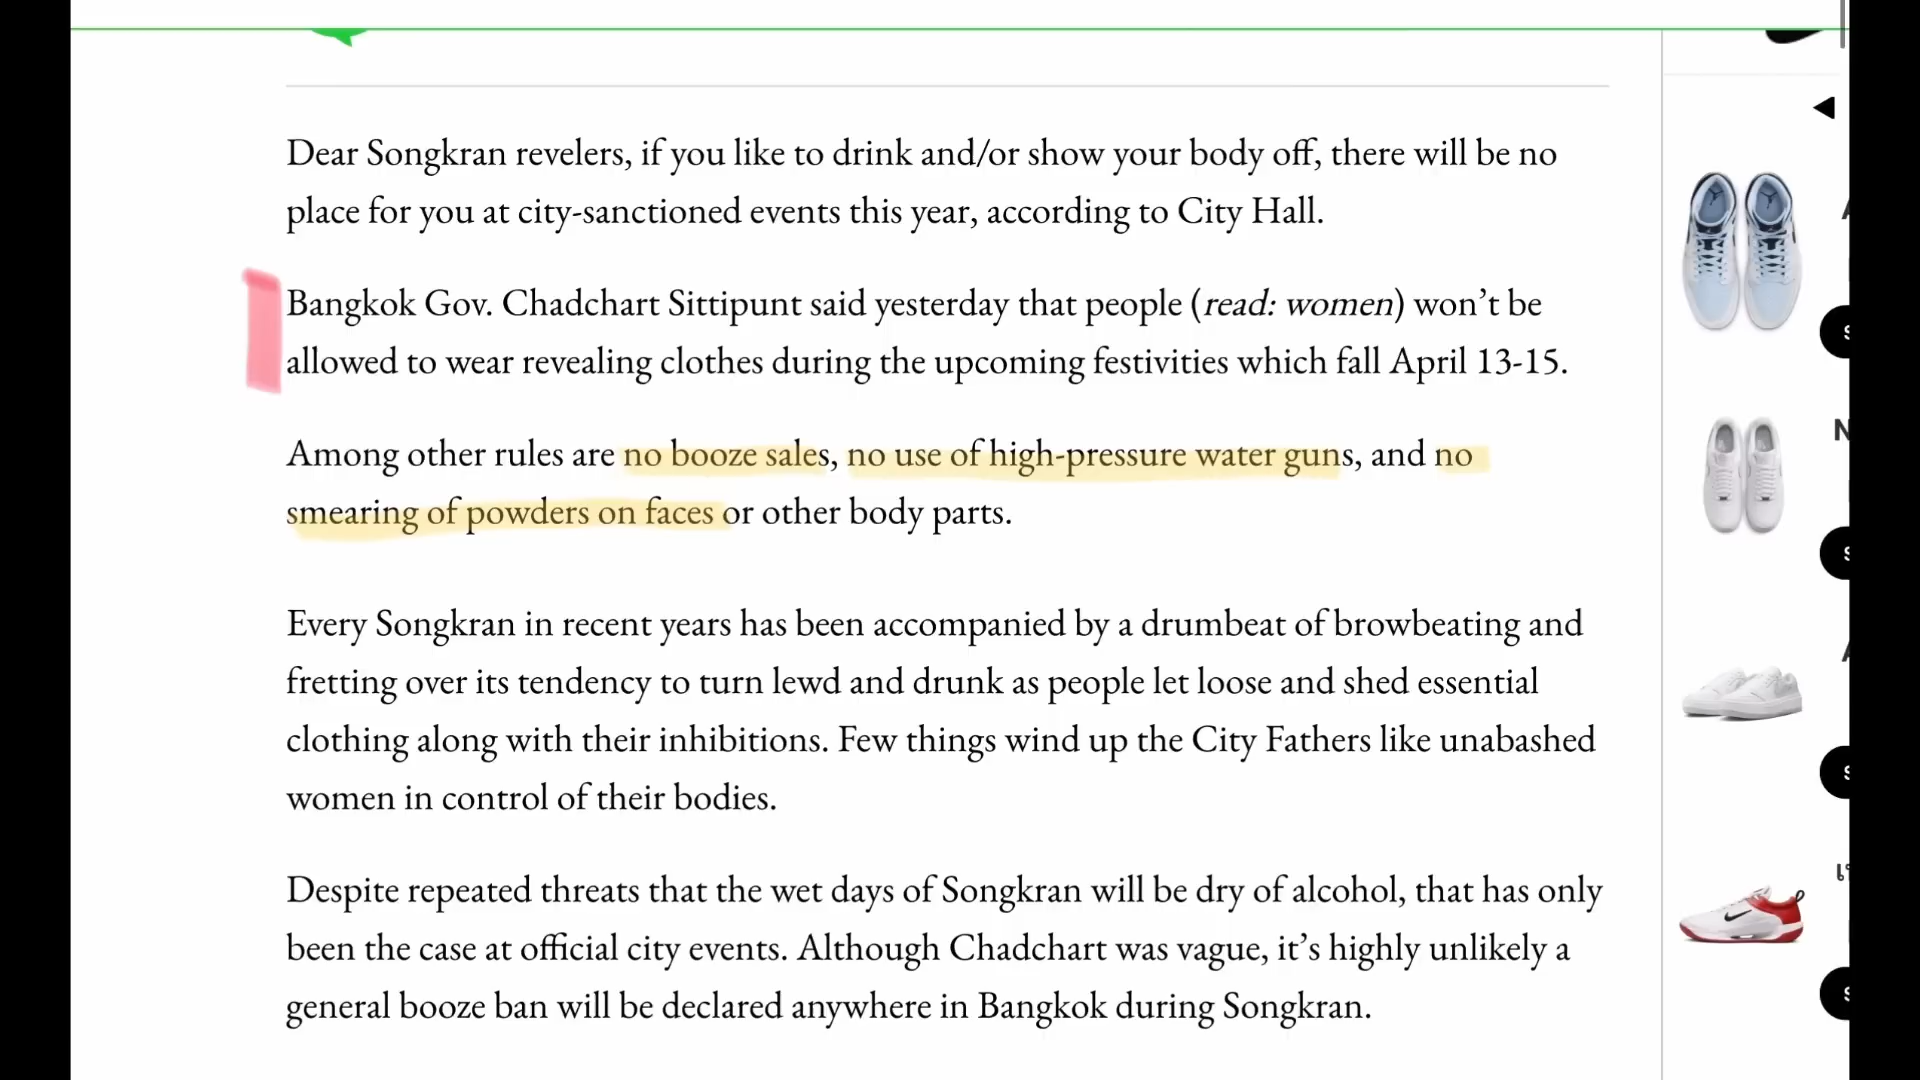 Dear Songkran revelers, if you like to drink and/or show your body off, there will be no
place for you at city-sanctioned events this year, according to City Hall.
Bangkok Gov. Chadchart Sittipunt said yesterday that people (read: women) won’t be
allowed to wear revealing clothes during the upcoming festivities which fall April 13-15.
Among other rules are no booze sales, no use of high-pressure water guns, and no
smearing of powders on faces or other body parts.
Every Songkran in recent years has been accompanied by a drumbeat of browbeating and
fretting over its tendency to turn lewd and drunk as people let loose and shed essential
clothing along with their inhibitions. Few things wind up the City Fathers like unabashed
women in control of their bodies.
Despite repeated threats that the wet days of Songkran will be dry of alcohol, that has only
been the case at official city events. Although Chadchart was vague, it’s highly unlikely a
general booze ban will be declared anywhere in Bangkok during Songkran.